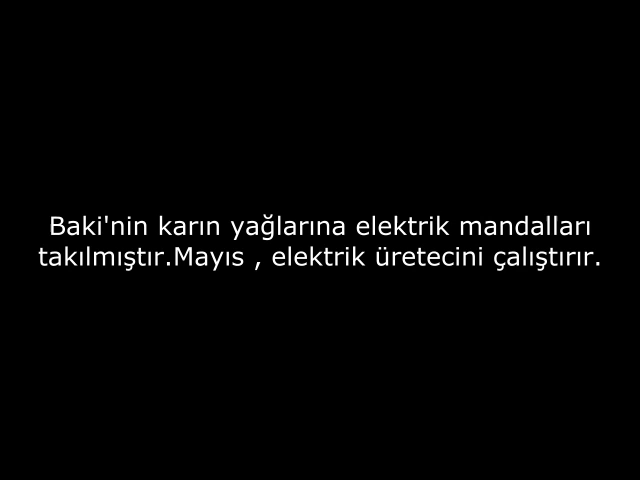 Baki'nin karın yağlarına elektrik mandalları
takılmıştır.Mayıs , elektrik üretecini çalıştırır.